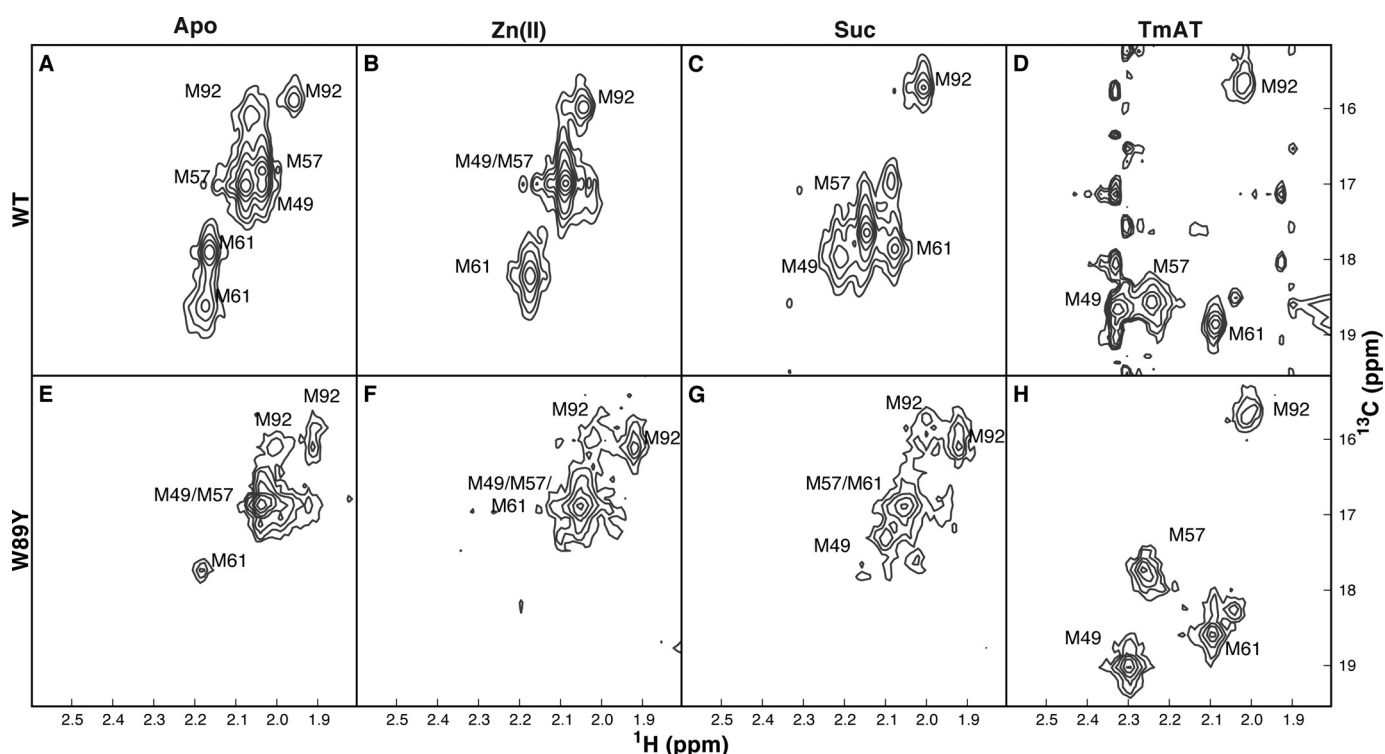 Apo Zn(II) Suc TmAT
A B C D
WT
M92 M92
M57 M57
M49
M61
M61
M92
M49/M57
M61
M92
M57
M49 M61
M92
M57
M49
M61
16
17
18
19
E F G H
W89Y
M92
M92
M49/M57
M61
M92
M92
M49/M57/
M61
M92
M92
M57/M61
M49
M92
M57
M49
M61
16
17
18
19
13C (ppm)
2.5 2.4 2.3 2.2 2.1 2.0 1.9
2.5 2.4 2.3 2.2 2.1 2.0 1.9
2.5 2.4 2.3 2.2 2.1 2.0 1.9
2.5 2.4 2.3 2.2 2.1 2.0 1.9
1H (ppm)